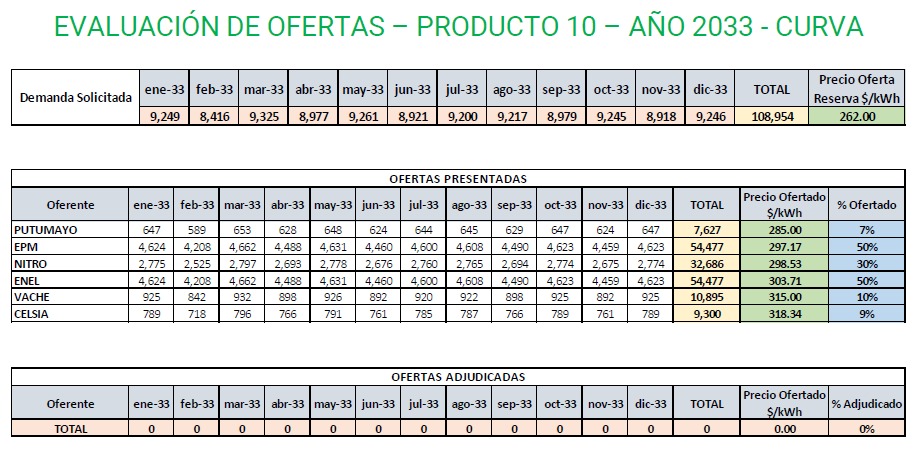 EVALUACIÓN DE OFERTAS – PRODUCTO 10 – AÑO 2033 - CURVA
Demanda Solicitada ene-33 feb-33 mar-33 abr-33 may-33 jun-33 jul-33 ago-33 sep-33 oct-33 nov-33 dic-33 TOTAL Precio Oferta Reserva $/kWh
9,249 8,416 9,325 8,977 9,261 8,921 9,200 9,217 8,979 9,245 8,918 9,246 108,954 262.00
OFERTAS PRESENTADAS
Oferente ene-33 feb-33 mar-33 abr-33 may-33 jun-33 jul-33 ago-33 sep-33 oct-33 nov-33 dic-33 TOTAL Precio Ofertado $/kWh % Ofertado
PUTUMAYO 647 589 653 628 648 624 644 645 629 647 624 647 7,627 285.00 7%
EPM 4,624 4,208 4,662 4,488 4,631 4,460 4,600 4,608 4,490 4,623 4,459 4,623 54,477 297.17 50%
NITRO 2,775 2,525 2,797 2,693 2,778 2,676 2,760 2,765 2,694 2,774 2,675 2,774 32,686 298.53 30%
ENEL 4,624 4,208 4,662 4,488 4,631 4,460 4,600 4,608 4,490 4,623 4,459 4,623 54,477 303.71 50%
VACHE 925 842 932 898 926 892 920 922 898 925 892 925 10,895 315.00 10%
CELSIA 789 718 796 766 791 761 785 787 766 789 761 789 9,300 318.34 9%
OFERTAS ADJUDICADAS
Oferente ene-33 feb-33 mar-33 abr-33 may-33 jun-33 jul-33 ago-33 sep-33 oct-33 nov-33 dic-33 TOTAL Precio Ofertado $/kWh % Adjudicado
TOTAL 0 0 0 0 0 0 0 0 0 0 0 0 0 0.00 0%